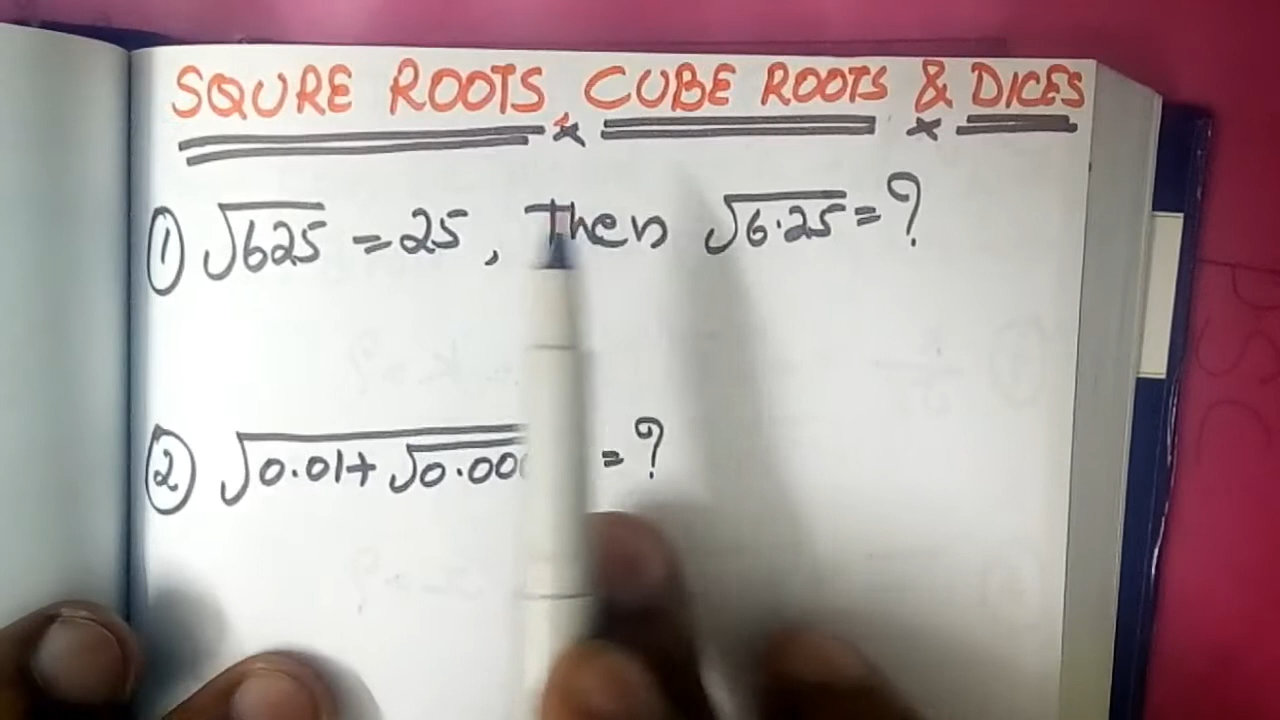 SQURE ROOTS, CUBE ROOTS & DICES
① √625 = 25, Then √6.25 = ?
② √0.01+ √0.00 = ?